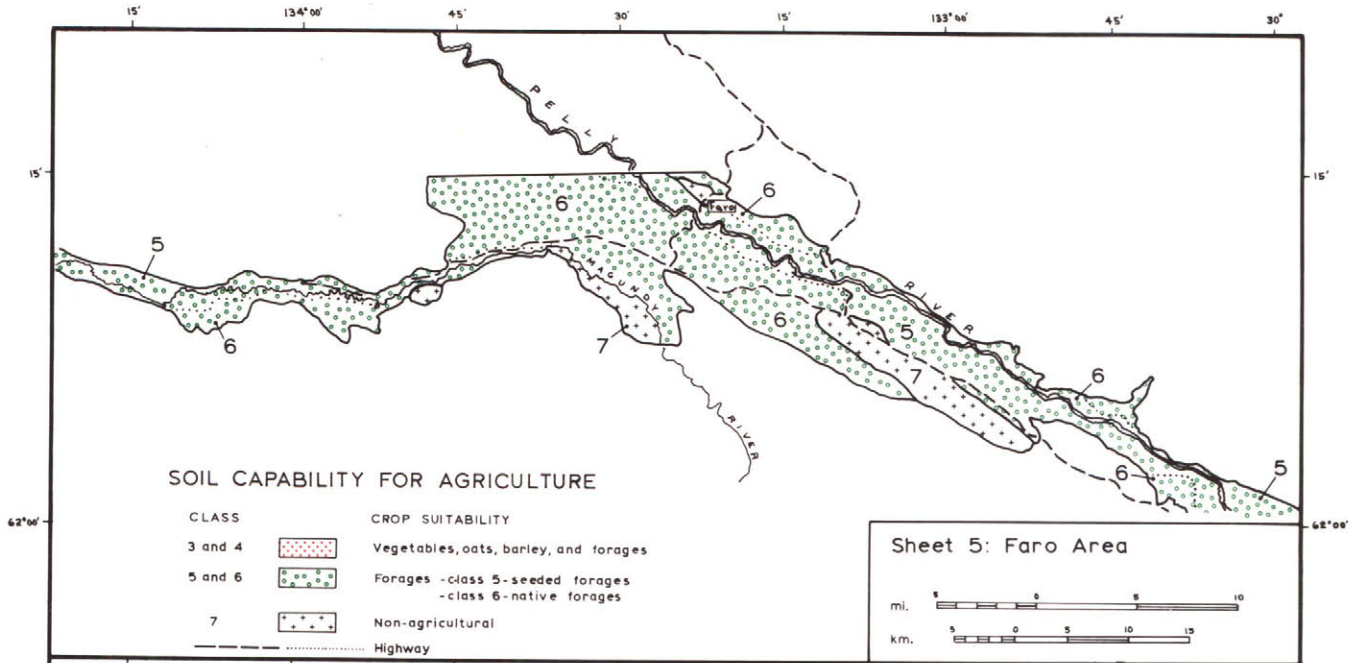 15' 134°00' 45' 30' 15' 133°00' 45' 30"
PELLY
15' 15'
6
6
Faro
5
RIVER
MAGUNDY
6
5
6
7
7
6
RIVER
6
5
SOIL CAPABILITY FOR AGRICULTURE
CLASS CROP SUITABILITY
3 and 4 Vegetables, oats, barley, and forages
5 and 6 Forages - class 5 - seeded forages
- class 6 - native forages
7 Non-agricultural
Highway
62°00' 62°00'
Sheet 5: Faro Area
mi. 5 0 5 10
km. 5 0 5 10 15